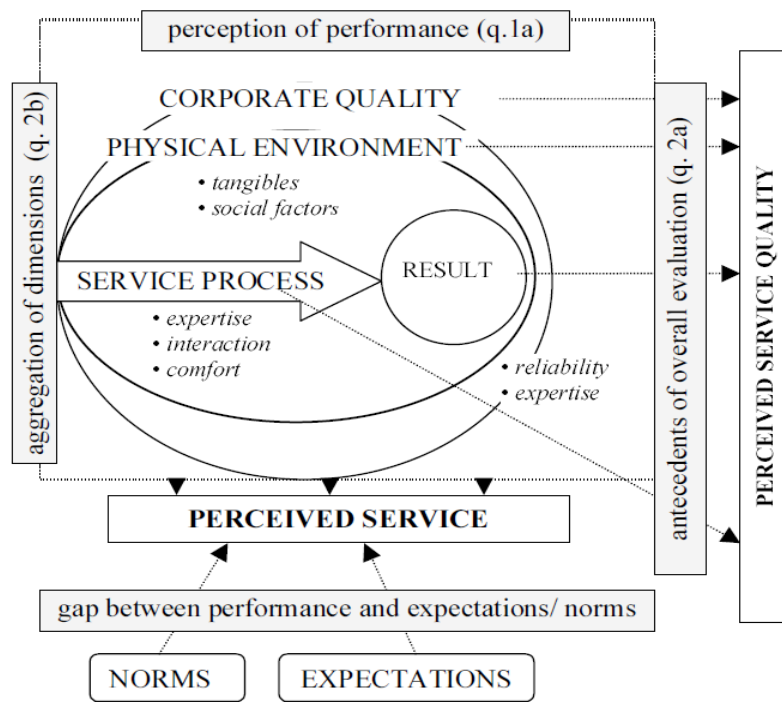 perception of performance (q.1a)
CORPORATE QUALITY
PHYSICAL ENVIRONMENT
• tangibles
• social factors
aggregation of dimensions (q. 2b)
SERVICE PROCESS
RESULT
• expertise
• interaction
• comfort
• reliability
• expertise
antecedents of overall evaluation (q. 2a)
PERCEIVED SERVICE QUALITY
PERCEIVED SERVICE
gap between performance and expectations/ norms
NORMS
EXPECTATIONS